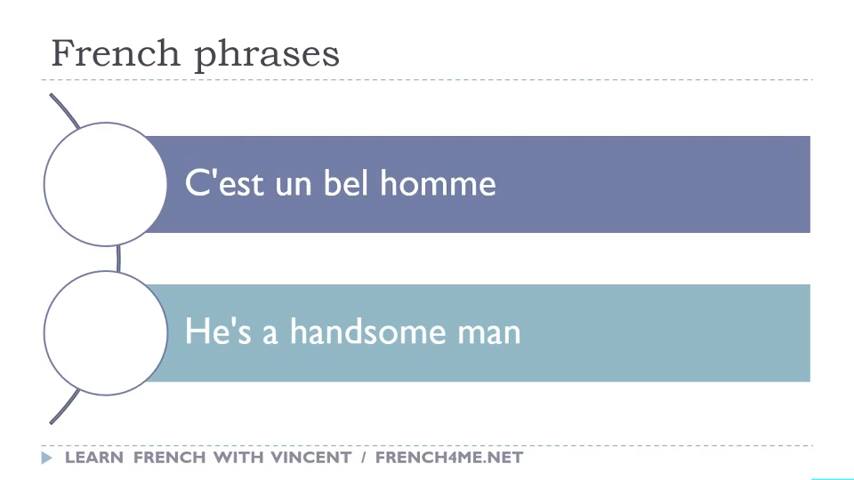 French phrases
C'est un bel homme
He's a handsome man
LEARN FRENCH WITH VINCENT / FRENCH4ME.NET